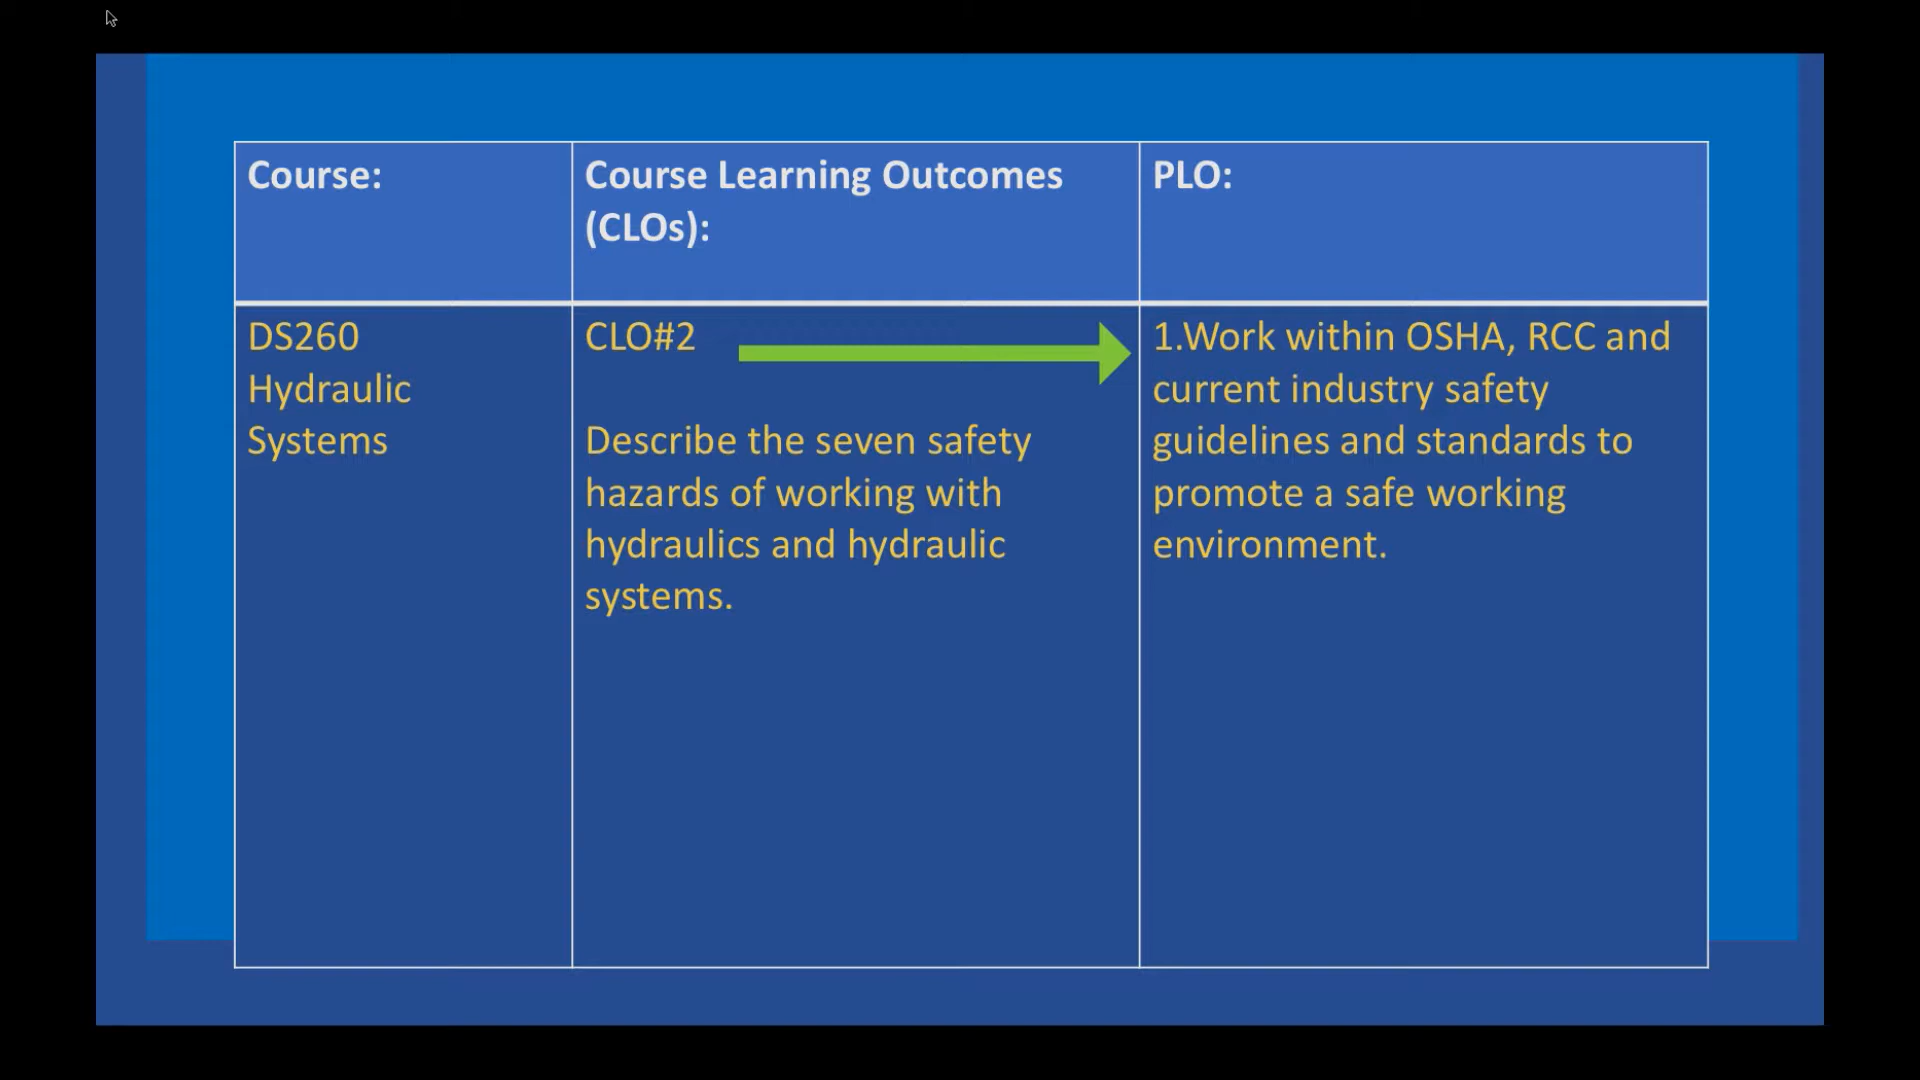 Course:
Course Learning Outcomes
(CLOs):
PLO:
DS260
Hydraulic
Systems
CLO#2
Describe the seven safety
hazards of working with
hydraulics and hydraulic
systems.
1.Work within OSHA, RCC and
current industry safety
guidelines and standards to
promote a safe working
environment.